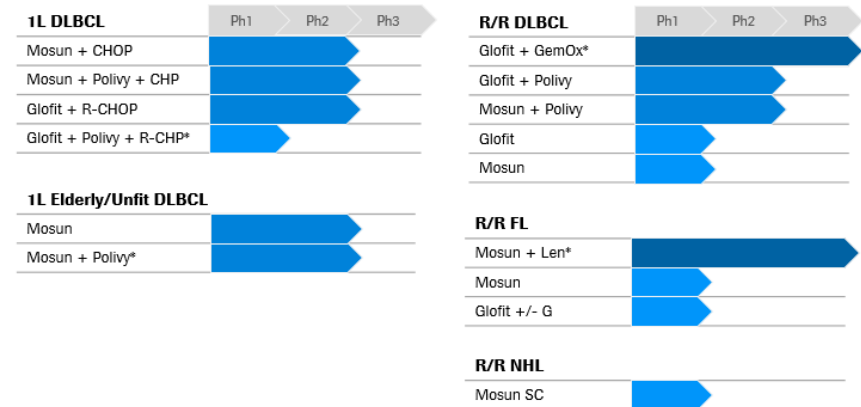 1L DLBCL Ph1 Ph2 Ph3
Mosun + CHOP
Mosun + Polivy + CHP
Glofit + R-CHOP
Glofit + Polivy + R-CHP*
1L Elderly/Unfit DLBCL
Mosun
Mosun + Polivy*
R/R DLBCL Ph1 Ph2 Ph3
Glofit + GemOx*
Glofit + Polivy
Mosun + Polivy
Glofit
Mosun
R/R FL
Mosun + Len*
Mosun
Glofit +/- G
R/R NHL
Mosun SC